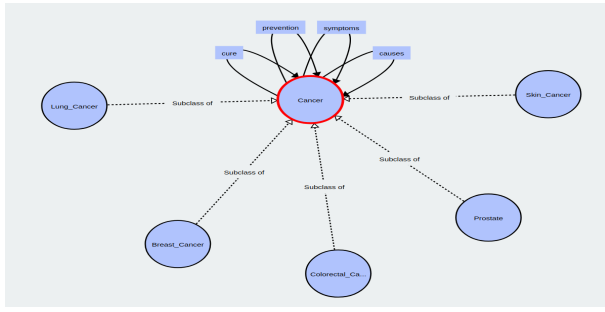 prevention
symptoms
cure
causes
Lung_Cancer
Subclass of
Cancer
Subclass of
Skin_Cancer
Subclass of
Subclass of
Subclass of
Prostate
Breast_Cancer
Colorectal_Ca...